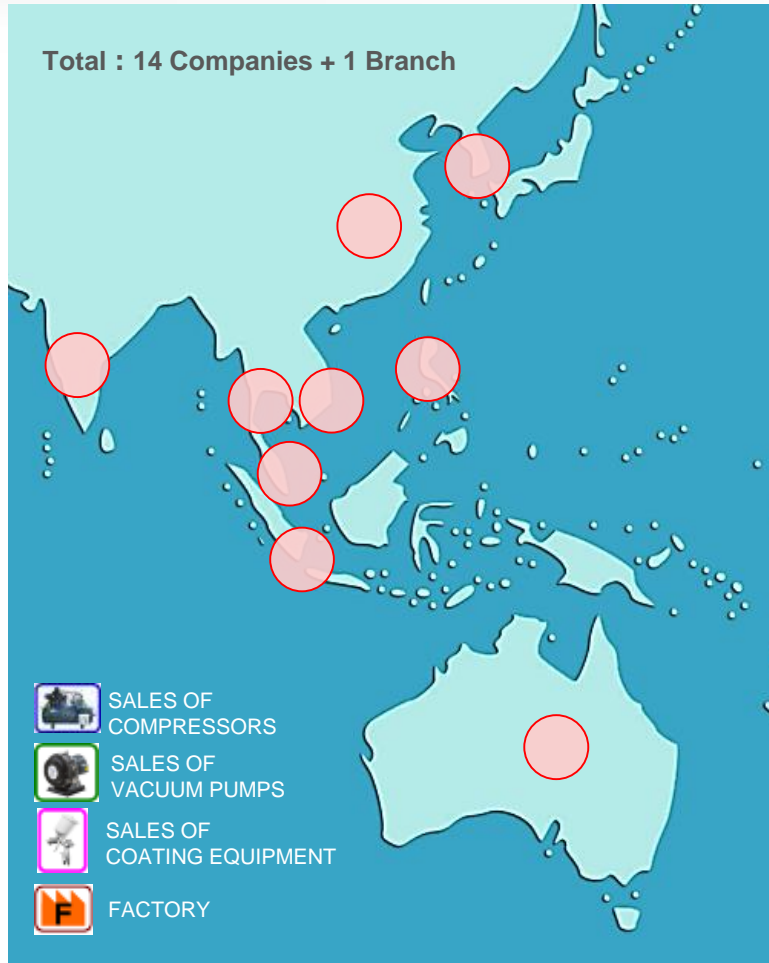 Total : 14 Companies + 1 Branch
SALES OF
COMPRESSORS
SALES OF
VACUUM PUMPS
SALES OF
COATING EQUIPMENT
F
FACTORY